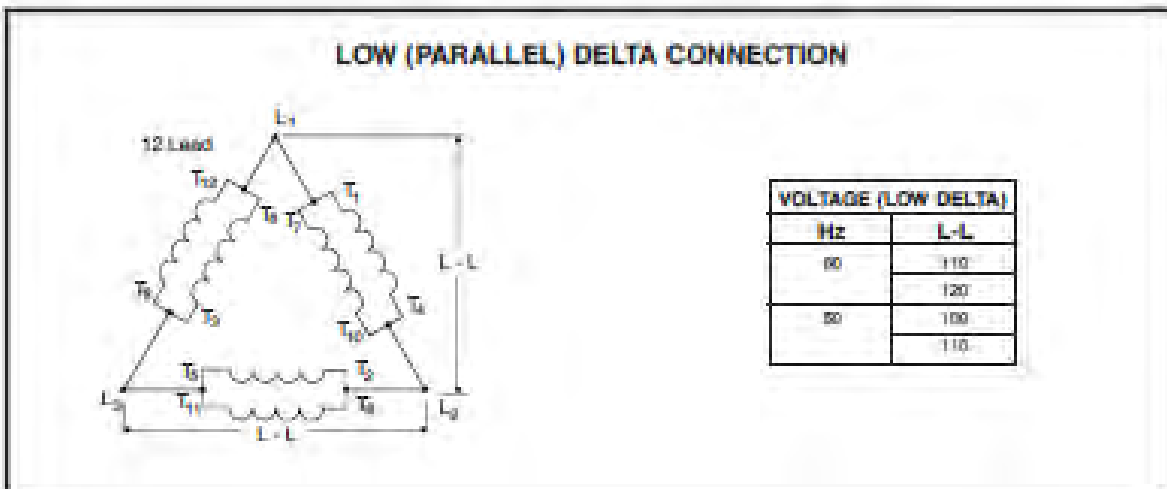 LOW (PARALLEL) DELTA CONNECTION
12 Lead
L1
T12
T6
T7
T1
L - L
T9
T3
T10
T4
T5
T2
T11
T8
L3
L2
L - L
VOLTAGE (LOW DELTA)
Hz L-L
60 110
120
50 100
110